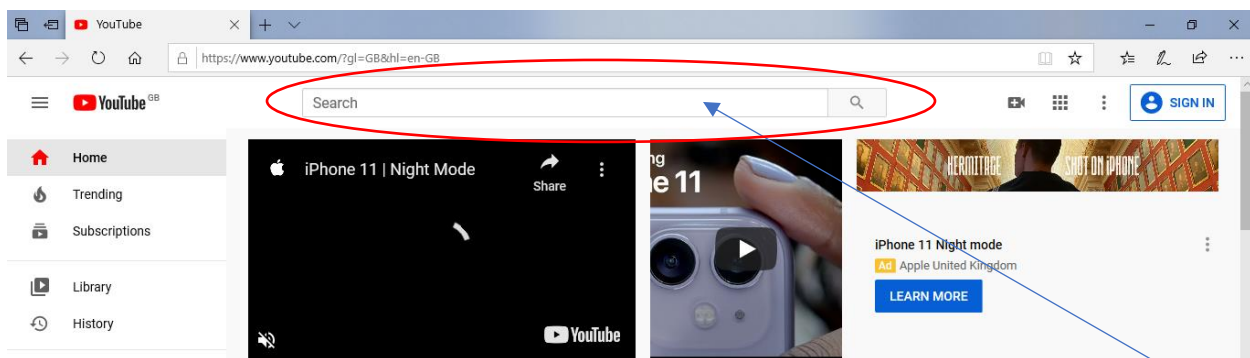 YouTube
https://www.youtube.com/?gl=GB&hl=en-GB
YouTube GB
Search
SIGN IN
Home
Trending
Subscriptions
Library
History
iPhone 11 | Night Mode
Share
YouTube
ng
e 11
HERMITAGE SHOT ON iPHONE
iPhone 11 Night mode
Ad Apple United Kingdom
LEARN MORE